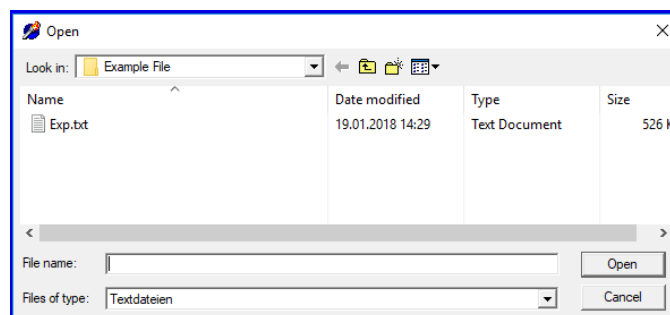 Open
Look in: Example File
Name Date modified Type Size
Exp.txt 19.01.2018 14:29 Text Document 526 K
File name: Open
Files of type: Textdateien Cancel